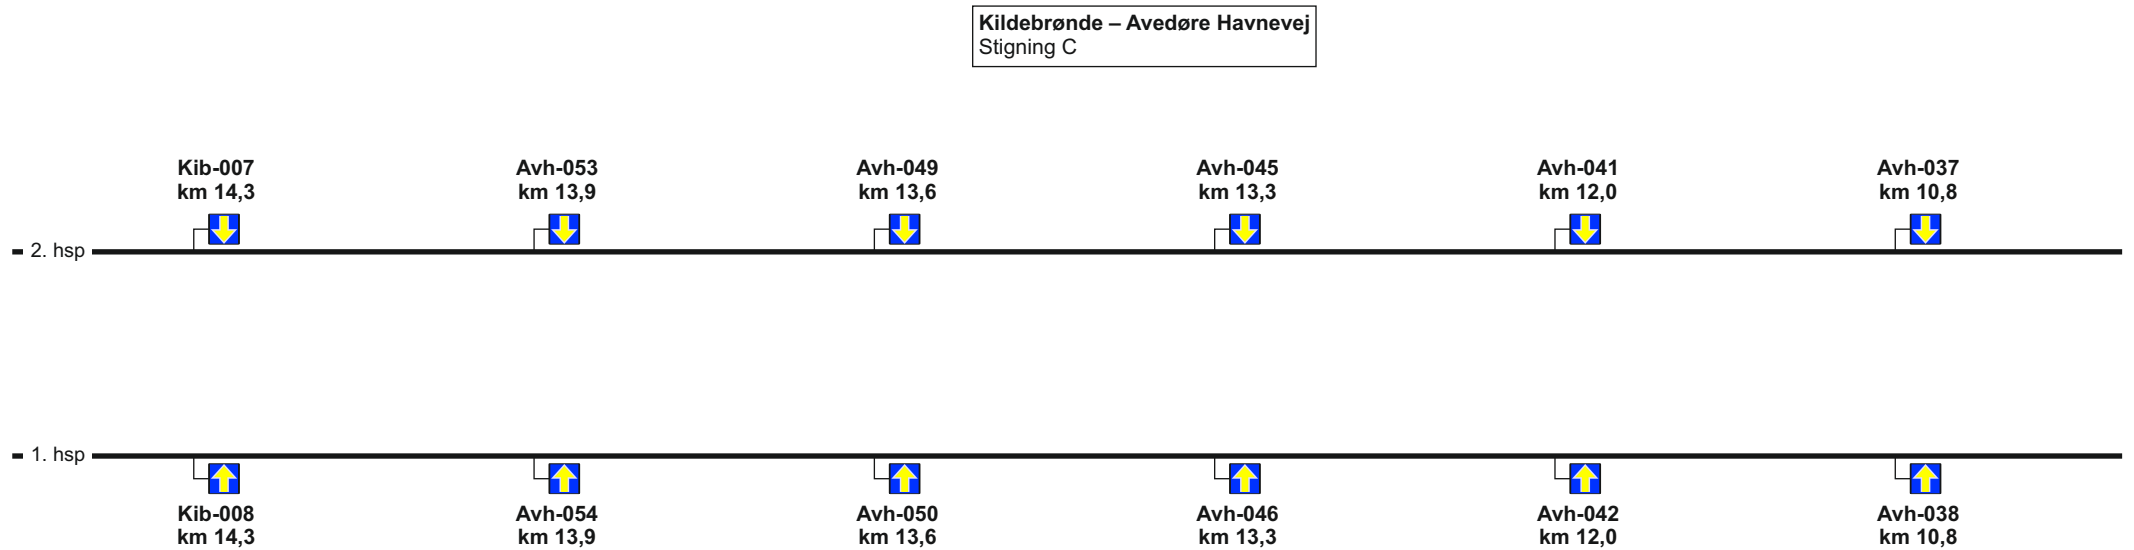 Kildebrønde – Avedøre Havnevej
Stigning C
Kib-007
km 14,3
Avh-053
km 13,9
Avh-049
km 13,6
Avh-045
km 13,3
Avh-041
km 12,0
Avh-037
km 10,8
2. hsp
1. hsp
Kib-008
km 14,3
Avh-054
km 13,9
Avh-050
km 13,6
Avh-046
km 13,3
Avh-042
km 12,0
Avh-038
km 10,8